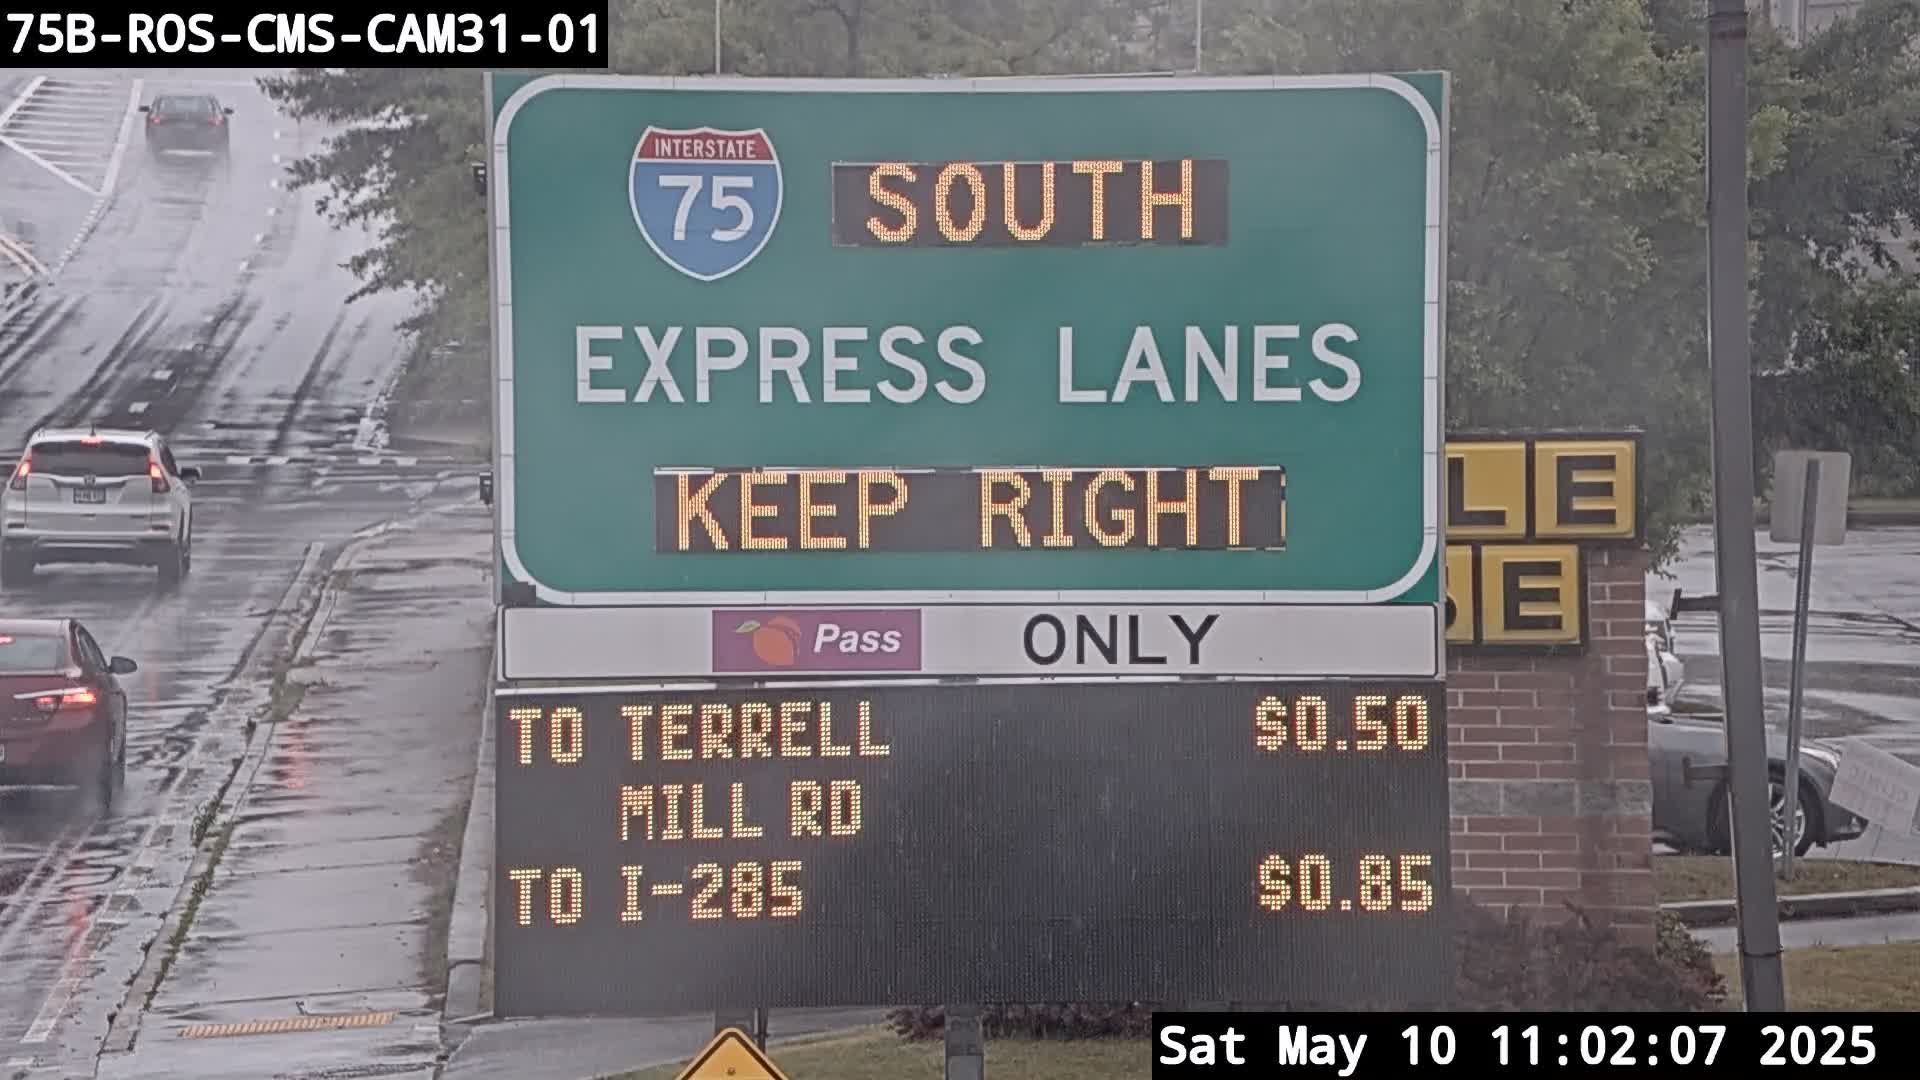 75B-ROS-CMS-CAM31-01
INTERSTATE
75
SOUTH
EXPRESS LANES
KEEP RIGHT
LE
E
Pass ONLY
TO TERRELL $0.50
MILL RD
TO I-285 $0.85
Sat May 10 11:02:07 2025